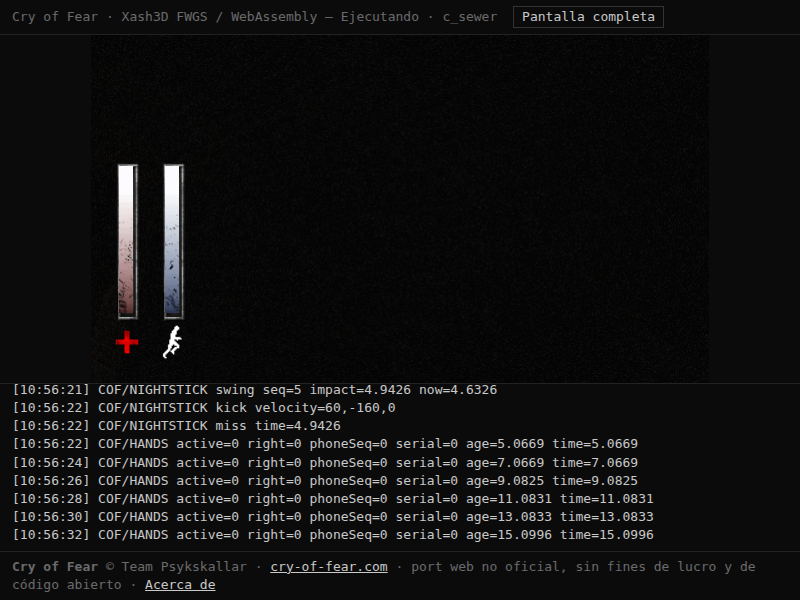 Cry of Fear · Xash3D FWGS / WebAssembly — Ejecutando · c_sewer
Pantalla completa
[10:56:21] COF/NIGHTSTICK swing seq=5 impact=4.9426 now=4.6326
[10:56:22] COF/NIGHTSTICK kick velocity=60,-160,0
[10:56:22] COF/NIGHTSTICK miss time=4.9426
[10:56:22] COF/HANDS active=0 right=0 phoneSeq=0 serial=0 age=5.0669 time=5.0669
[10:56:24] COF/HANDS active=0 right=0 phoneSeq=0 serial=0 age=7.0669 time=7.0669
[10:56:26] COF/HANDS active=0 right=0 phoneSeq=0 serial=0 age=9.0825 time=9.0825
[10:56:28] COF/HANDS active=0 right=0 phoneSeq=0 serial=0 age=11.0831 time=11.0831
[10:56:30] COF/HANDS active=0 right=0 phoneSeq=0 serial=0 age=13.0833 time=13.0833
[10:56:32] COF/HANDS active=0 right=0 phoneSeq=0 serial=0 age=15.0996 time=15.0996
Cry of Fear © Team Psykskallar · cry-of-fear.com · port web no oficial, sin fines de lucro y de
código abierto · Acerca de